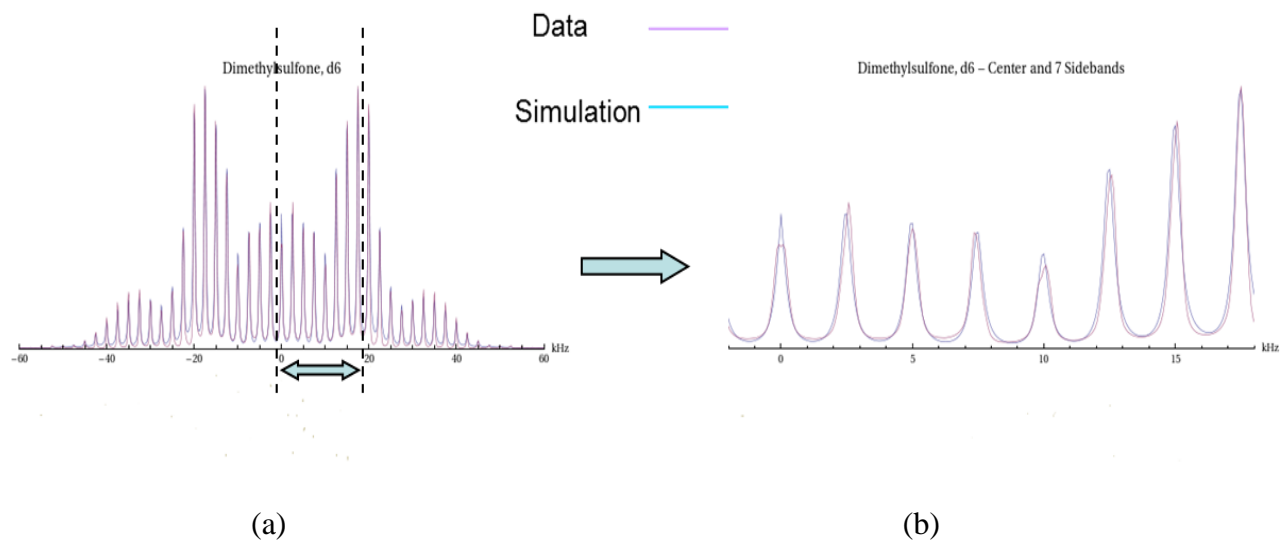 Data
Simulation
Dimethylsulfone, d6
−60
−40
−20
0
20
40
60
kHz
Dimethylsulfone, d6 – Center and 7 Sidebands
0
5
10
15
kHz
(a)
(b)